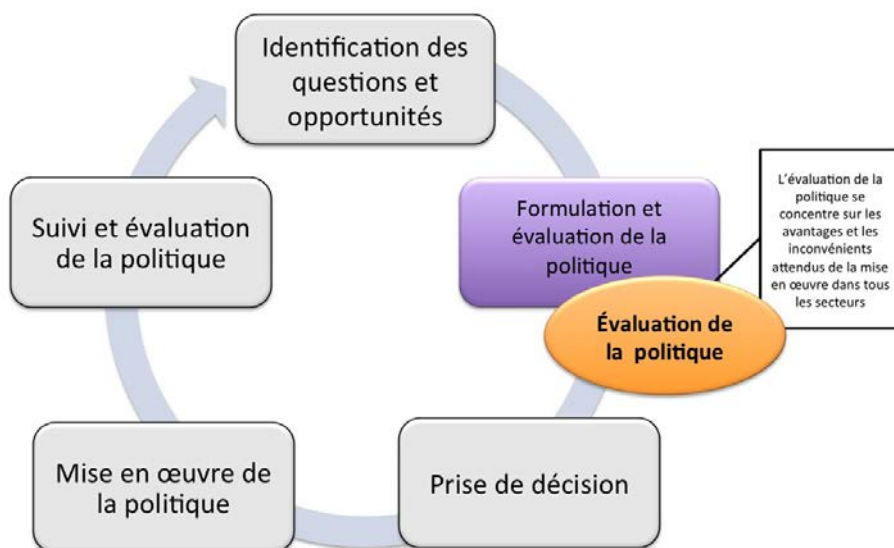 Identification des
questions et
opportunités
Formulation et
évaluation de la
politique
L'évaluation de la
politique se
concentre sur les
avantages et les
inconvénients
attendus de la mise
en œuvre dans tous
les secteurs
Évaluation de
la politique
Prise de décision
Mise en œuvre de
la politique
Suivi et évaluation
de la politique